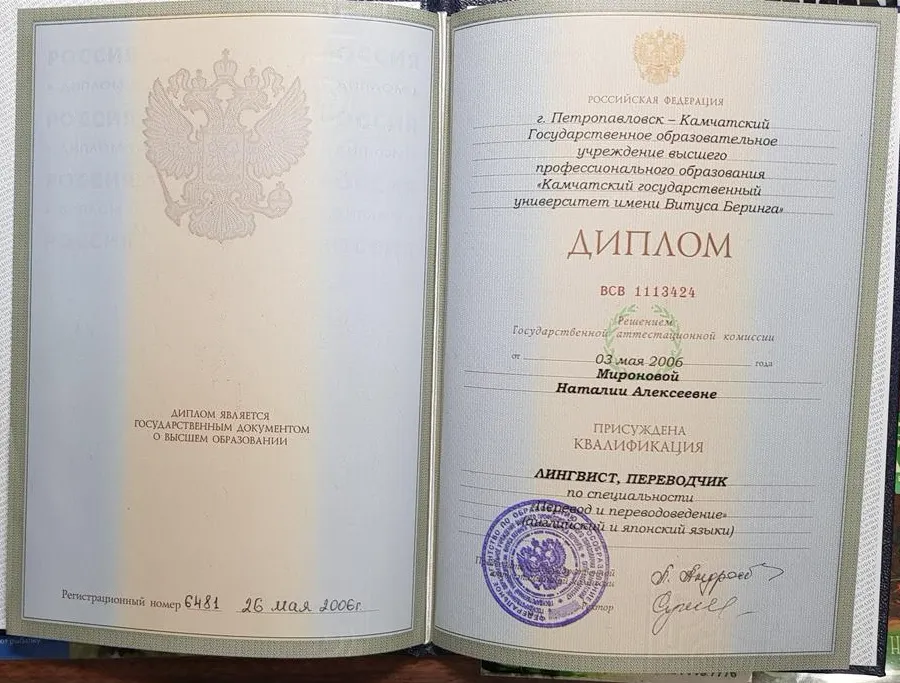 ДИПЛОМ ЯВЛЯЕТСЯ
ГОСУДАРСТВЕННЫМ ДОКУМЕНТОМ
О ВЫСШЕМ ОБРАЗОВАНИИ
Регистрационный номер 6481 26 мая 2006г.
РОССИЙСКАЯ ФЕДЕРАЦИЯ
г. Петропавловск – Камчатский
Государственное образовательное
учреждение высшего
профессионального образования
«Камчатский государственный
университет имени Витуса Беринга»
ДИПЛОМ
ВСВ 1113424
Решением
Государственной аттестационной комиссии
от 03 мая 2006 года
Мироновой
Наталии Алексеевне
ПРИСУЖДЕНА
КВАЛИФИКАЦИЯ
ЛИНГВИСТ, ПЕРЕВОДЧИК
по специальности
«Перевод и переводоведение»
(английский и японский языки)